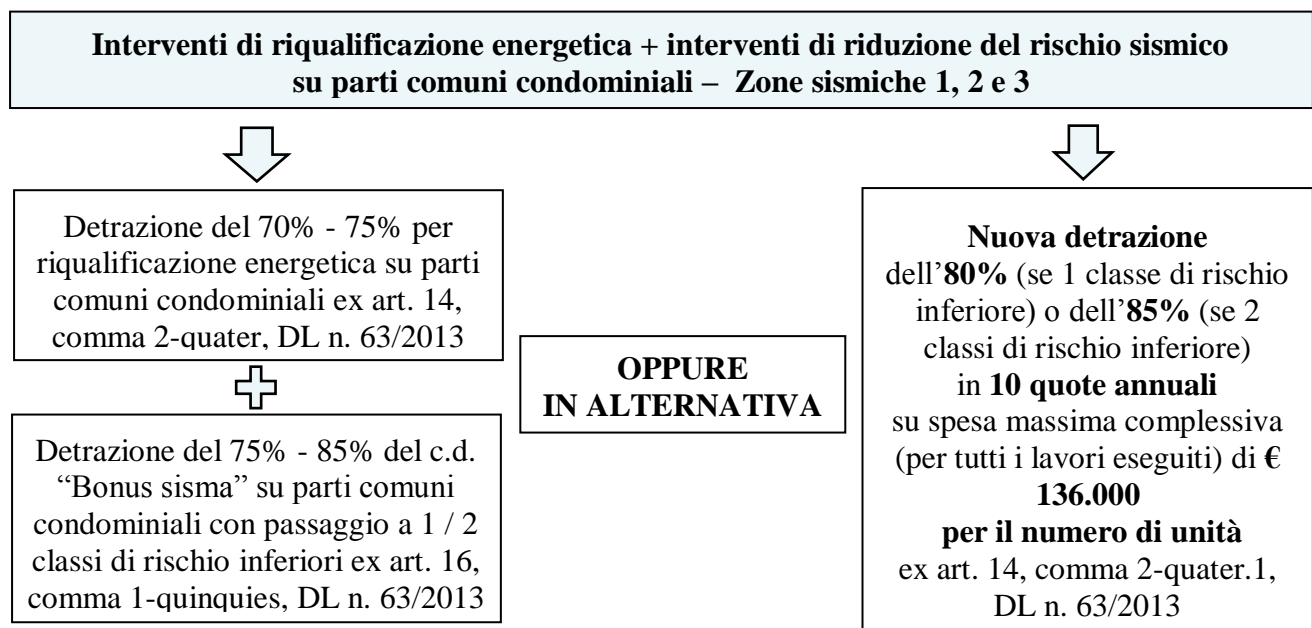 Interventi di riqualificazione energetica + interventi di riduzione del rischio sismico
su parti comuni condominiali – Zone sismiche 1, 2 e 3
Detrazione del 70% - 75% per
riqualificazione energetica su parti
comuni condominiali ex art. 14,
comma 2-quater, DL n. 63/2013
Detrazione del 75% - 85% del c.d.
“Bonus sisma” su parti comuni
condominiali con passaggio a 1 / 2
classi di rischio inferiori ex art. 16,
comma 1-quinquies, DL n. 63/2013
OPPURE
IN ALTERNATIVA
Nuova detrazione
dell’80% (se 1 classe di rischio
inferiore) o dell’85% (se 2
classi di rischio inferiore)
in 10 quote annuali
su spesa massima complessiva
(per tutti i lavori eseguiti) di €
136.000
per il numero di unità
ex art. 14, comma 2-quater.1,
DL n. 63/2013